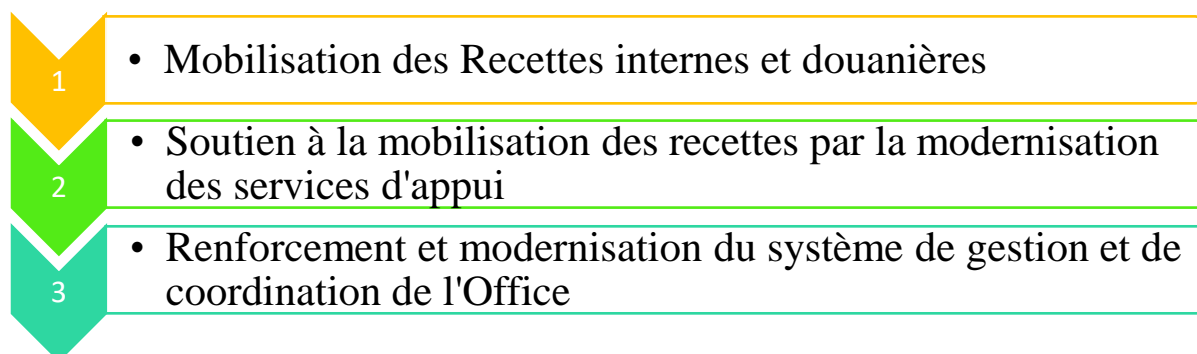 1
• Mobilisation des Recettes internes et douanières
2
• Soutien à la mobilisation des recettes par la modernisation
des services d'appui
3
• Renforcement et modernisation du système de gestion et de
coordination de l'Office